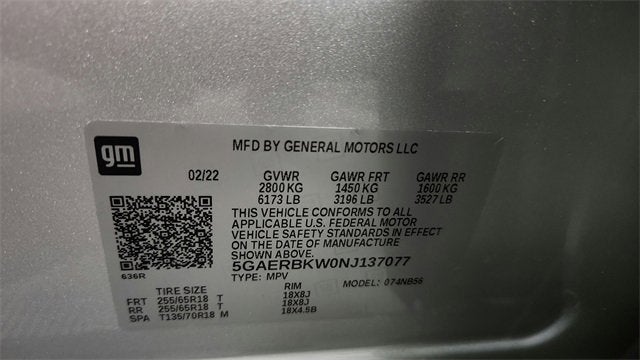 gm
MFD BY GENERAL MOTORS LLC
02/22 GVWR GAWR FRT GAWR RR
2800 KG 1450 KG 1600 KG
6173 LB 3196 LB 3527 LB
THIS VEHICLE CONFORMS TO ALL
APPLICABLE U.S. FEDERAL MOTOR
VEHICLE SAFETY STANDARDS IN EFFECT
ON THE DATE OF MANUFACTURE
SHOWN ABOVE.
5GAERBKW0NJ137077
636R
TYPE: MPV MODEL: 074NB56
TIRE SIZE RIM
FRT 255/65R18 T 18X8J
RR 255/65R18 T 18X8J
SPA T135/70R18 M 18X4.5B